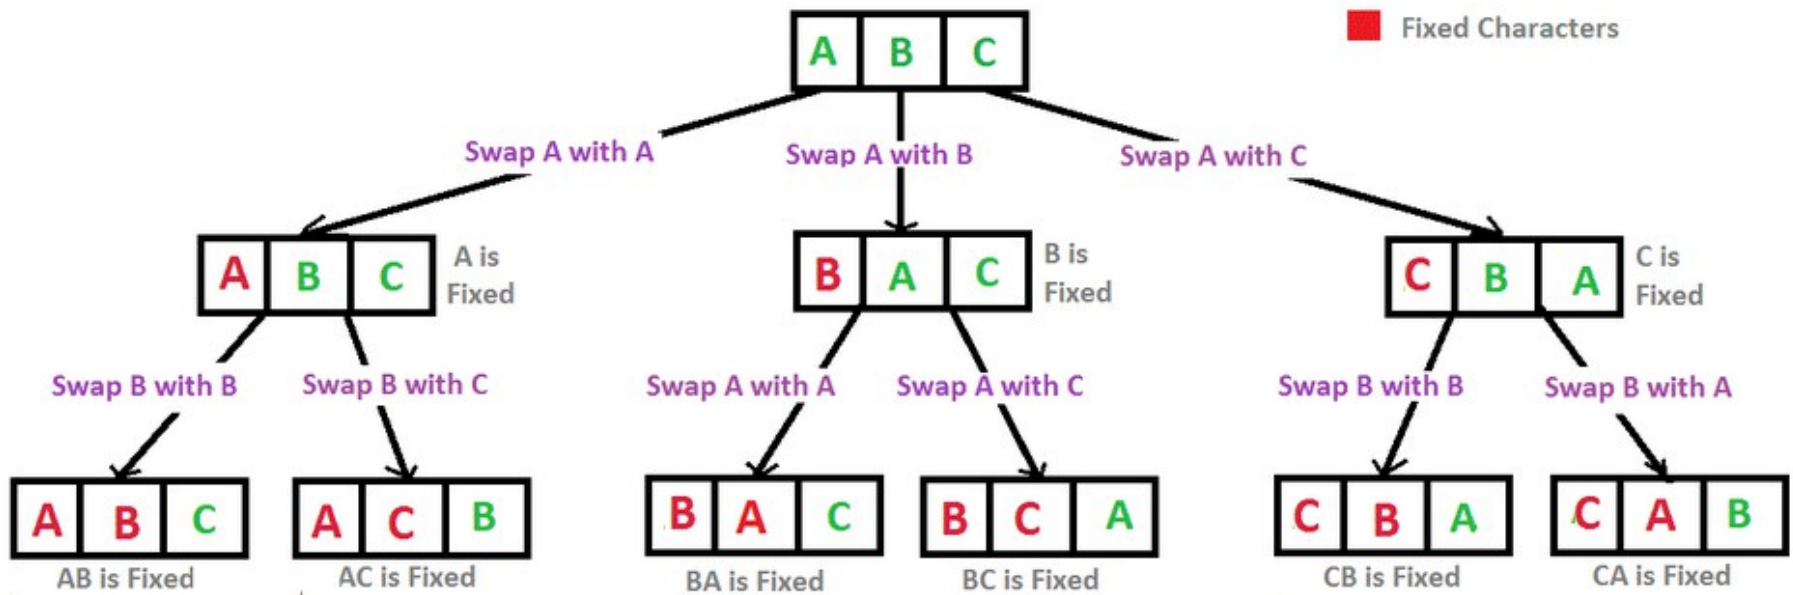 A B C
Fixed Characters
Swap A with A
Swap A with B
Swap A with C
A B C
A is
Fixed
B A C
B is
Fixed
C B A
C is
Fixed
Swap B with B
Swap B with C
Swap A with A
Swap A with C
Swap B with B
Swap B with A
A B C
A C B
B A C
B C A
C B A
C A B
AB is Fixed
AC is Fixed
BA is Fixed
BC is Fixed
CB is Fixed
CA is Fixed